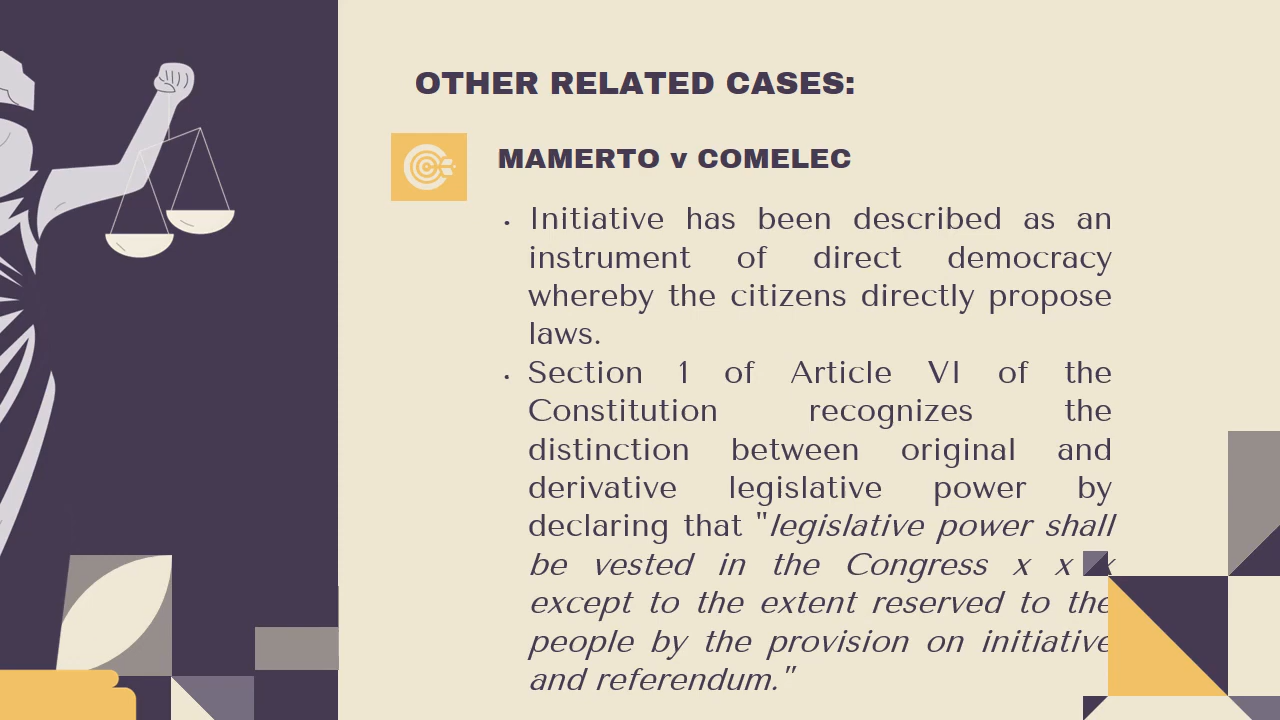 OTHER RELATED CASES:
MAMERTO v COMELEC
• Initiative has been described as an
instrument of direct democracy
whereby the citizens directly propose
laws.
• Section 1 of Article VI of the
Constitution recognizes the
distinction between original and
derivative legislative power by
declaring that "legislative power shall
be vested in the Congress x x x
except to the extent reserved to the
people by the provision on initiative
and referendum."